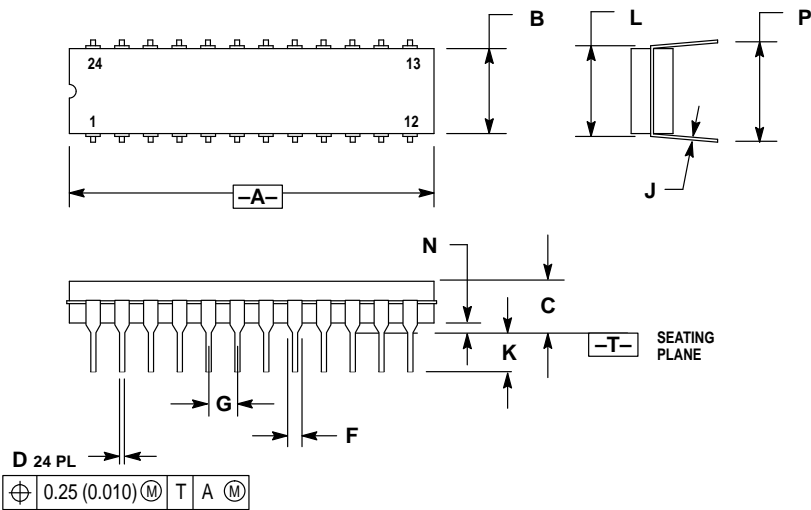 B L P
24 13
1 12
–A–
J
N
C
K
–T– SEATING
PLANE
G
F
D 24 PL
⌖ 0.25 (0.010) Ⓜ T A Ⓜ